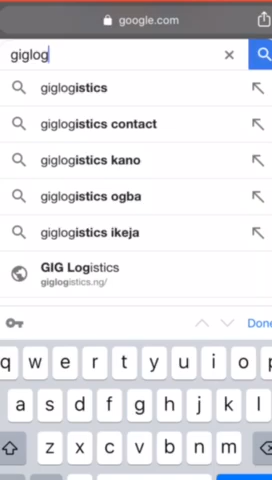 google.com
giglog
giglogistics
giglogistics contact
giglogistics kano
giglogistics ogba
giglogistics ikeja
GIG Logistics
giglogistics.ng/
Done
q w e r t y u i o p
a s d f g h j k l
z x c v b n m